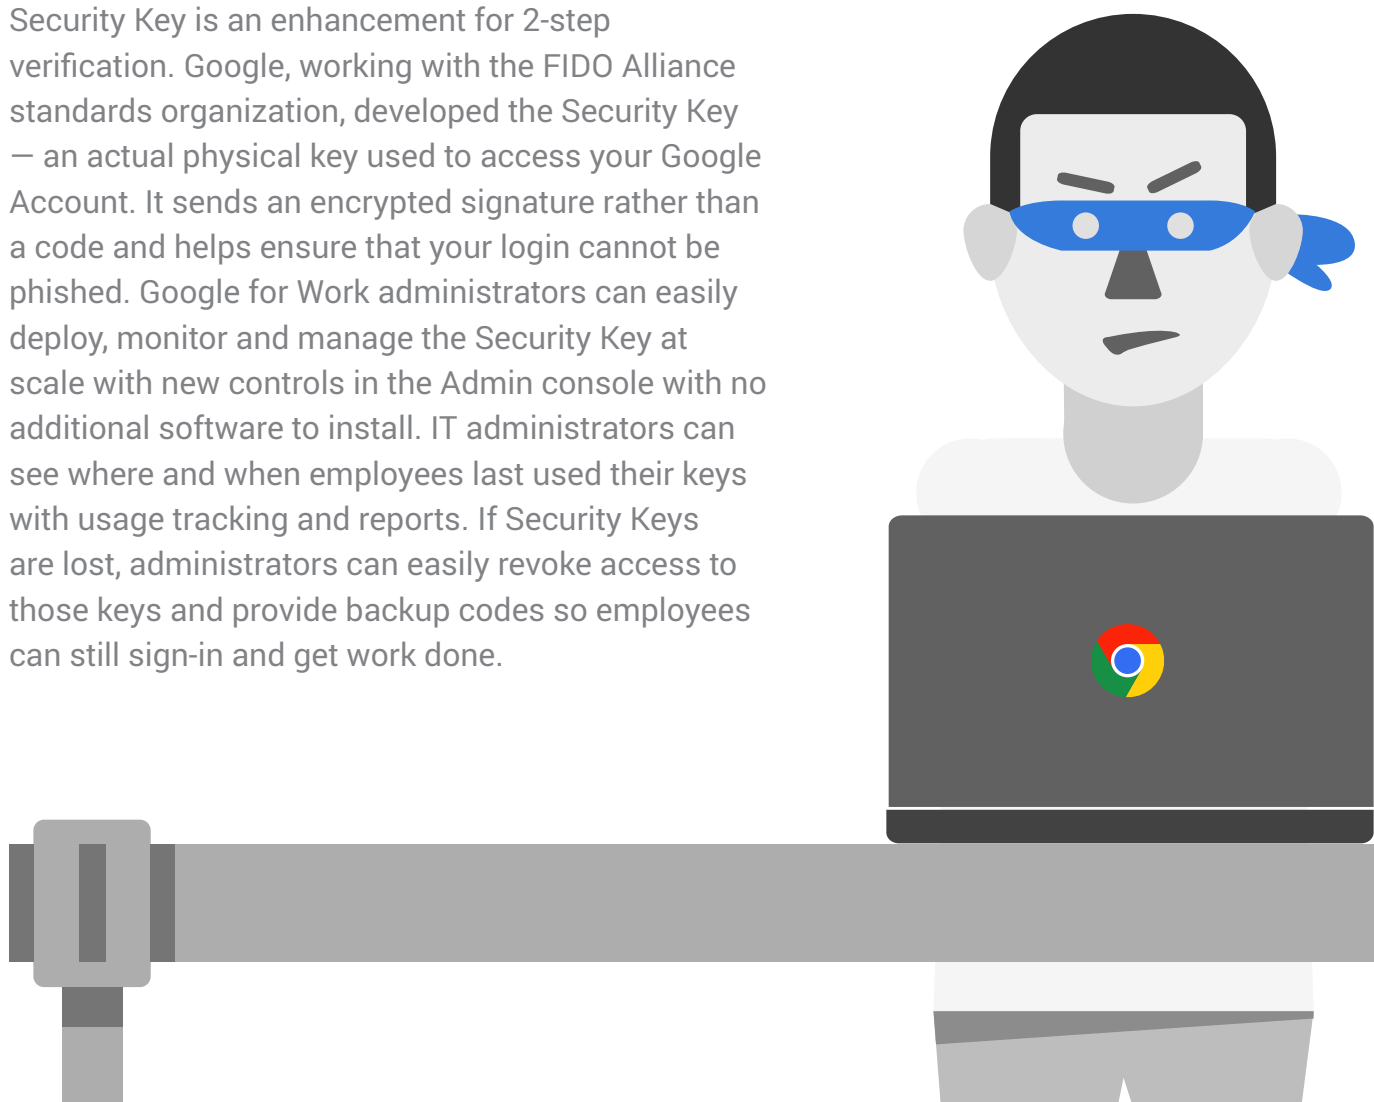 Security Key is an enhancement for 2-step
verification. Google, working with the FIDO Alliance
standards organization, developed the Security Key
— an actual physical key used to access your Google
Account. It sends an encrypted signature rather than
a code and helps ensure that your login cannot be
phished. Google for Work administrators can easily
deploy, monitor and manage the Security Key at
scale with new controls in the Admin console with no
additional software to install. IT administrators can
see where and when employees last used their keys
with usage tracking and reports. If Security Keys
are lost, administrators can easily revoke access to
those keys and provide backup codes so employees
can still sign-in and get work done.